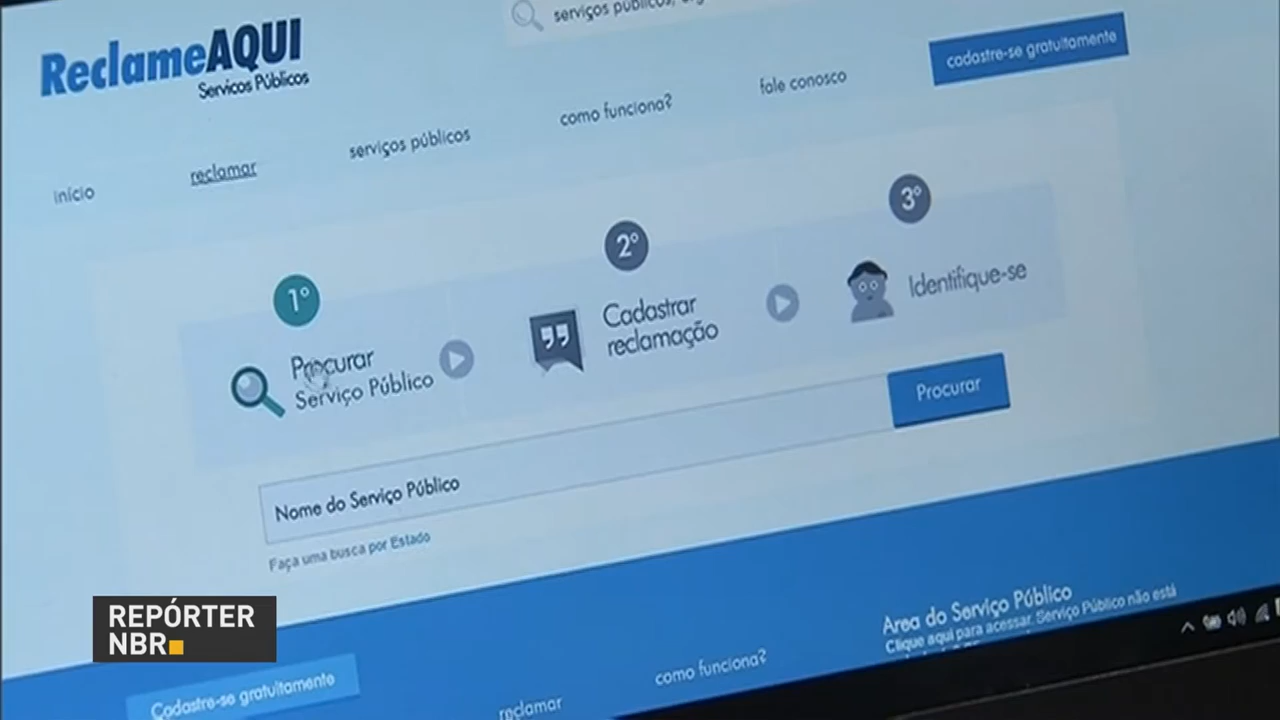 ReclameAQUI
Servicos Públicos
serviços públicos,
cadastre-se gratuitamente
início
reclamar
serviços públicos
como funciona?
fale conosco
1º
Procurar
Serviço Público
2º
Cadastrar
reclamação
3º
Identifique-se
Nome do Serviço Público
Procurar
Faça uma busca por Estado
Area do Serviço Público
Clique aqui para acessar. Serviço Público não está
Cadastre-se gratuitamente
reclamar
como funciona?
REPÓRTER
NBR